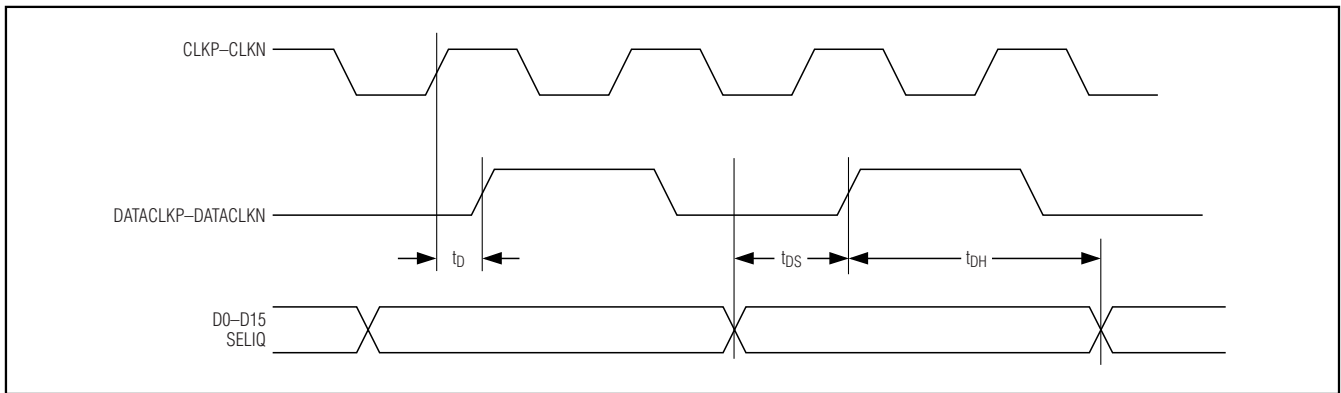 CLKP–CLKN
DATACLKP–DATACLKN
tD
tDS
tDH
D0–D15
SELIQ